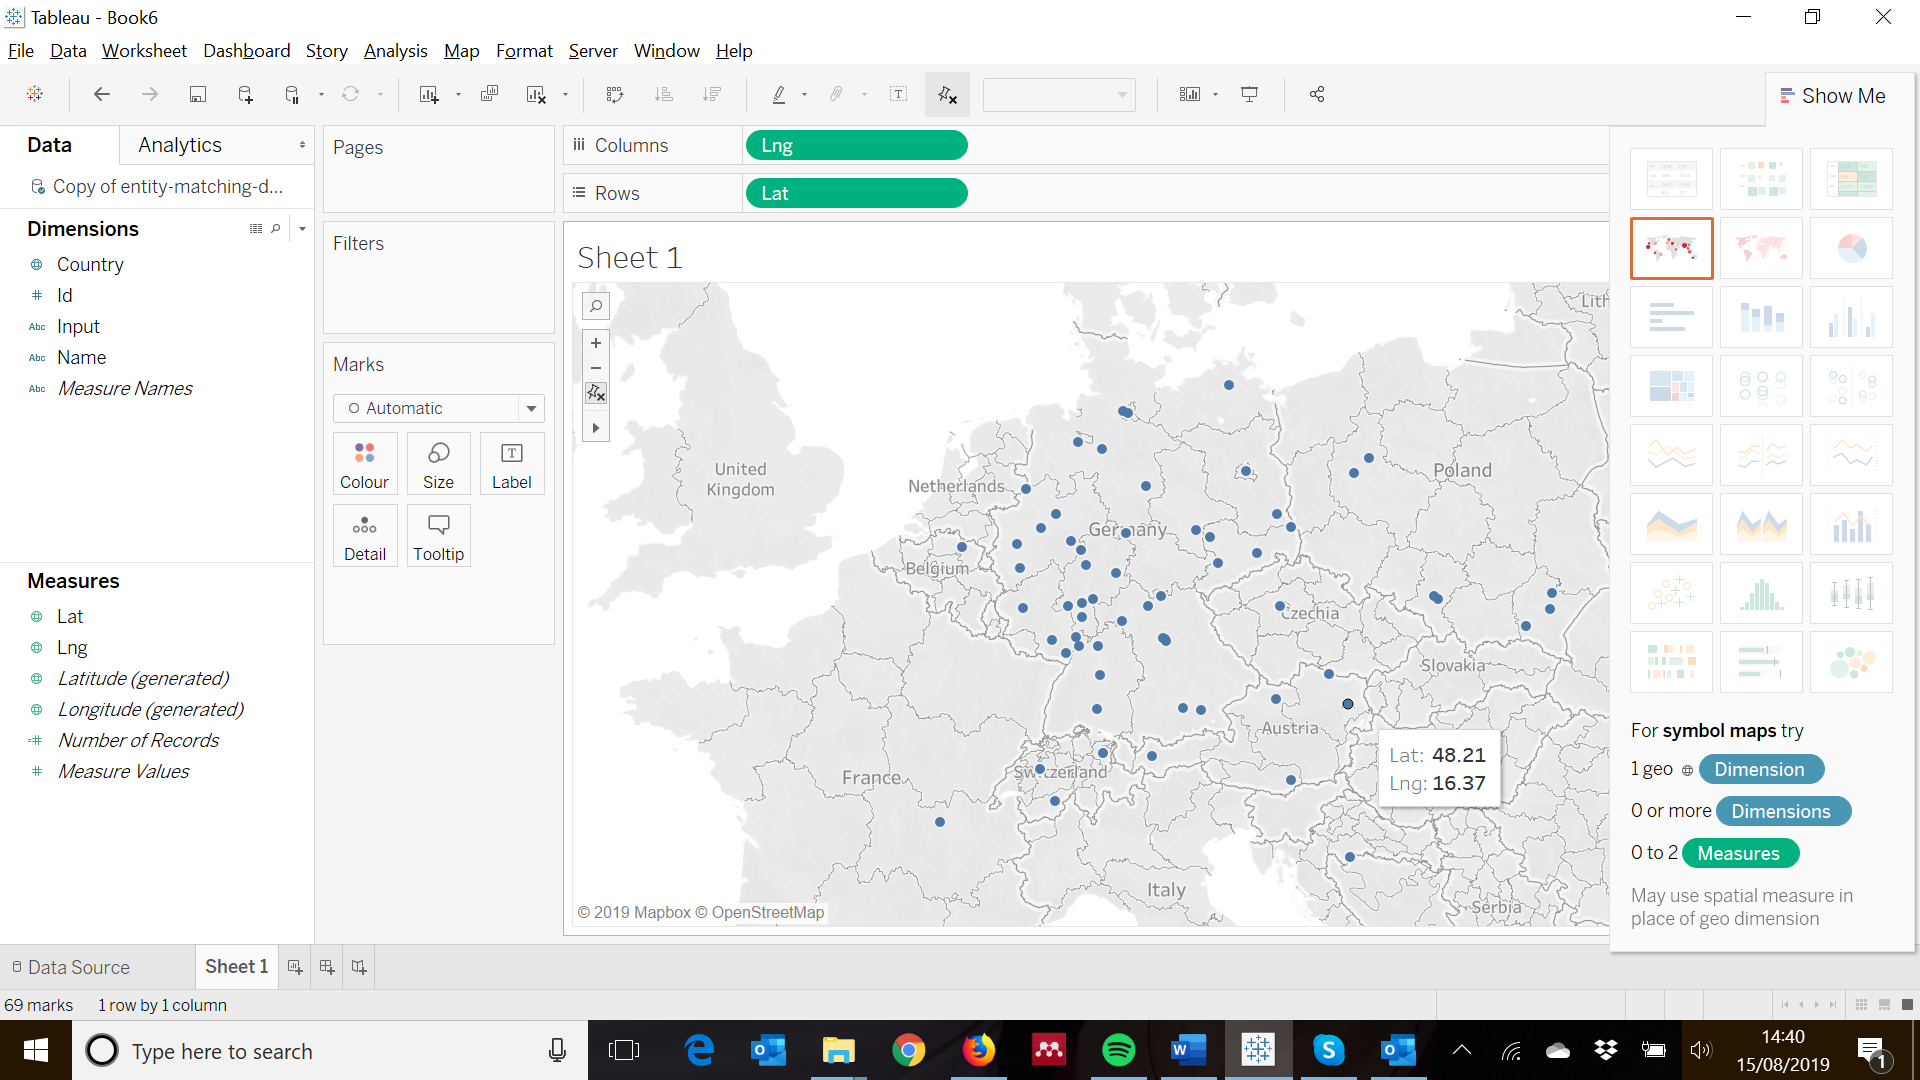 Tableau - Book6
File Data Worksheet Dashboard Story Analysis Map Format Server Window Help
Show Me
Data
Analytics
Copy of entity-matching-d...
Dimensions
Country
Id
Abc Input
Abc Name
Abc Measure Names
Measures
Lat
Lng
Latitude (generated)
Longitude (generated)
Number of Records
Measure Values
Pages
Filters
Marks
Automatic
Colour Size Label
Detail Tooltip
Columns Lng
Rows Lat
Sheet 1
Lith
United
Kingdom
Netherlands
Poland
Germany
Belgium
Czechia
Slovakia
Austria
France
Switzerland
Italy
Serbia
Lat: 48.21
Lng: 16.37
© 2019 Mapbox © OpenStreetMap
For symbol maps try
1 geo Dimension
0 or more Dimensions
0 to 2 Measures
May use spatial measure in
place of geo dimension
Data Source Sheet 1
69 marks 1 row by 1 column
Type here to search
14:40
15/08/2019
1